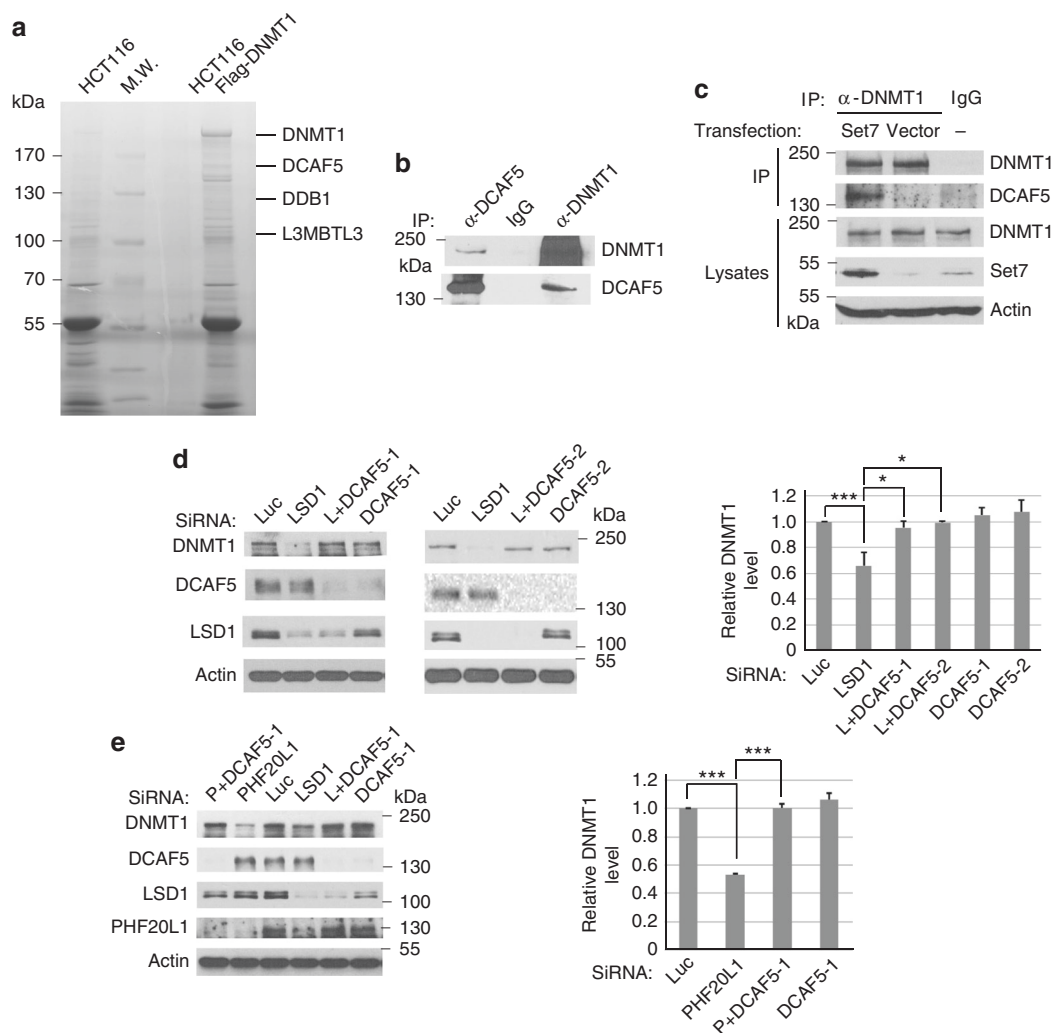 a
HCT116
M.W.
HCT116
Flag-DNMT1
kDa
170
130
100
70
55
DNMT1
DCAF5
DDB1
L3MBTL3
b
IP:
α-DCAF5
IgG
α-DNMT1
250
kDa
130
DNMT1
DCAF5
c
IP: α-DNMT1 IgG
Transfection: Set7 Vector –
IP
250
DNMT1
130
DCAF5
Lysates
DNMT1
55
Set7
55
Actin
kDa
d
SiRNA: Luc LSD1 L+DCAF5-1 DCAF5-1
Luc LSD1 L+DCAF5-2 DCAF5-2
kDa
DNMT1
250
DCAF5
130
LSD1
100
55
Actin
Relative DNMT1
level
1.2
1.0
0.8
0.6
0.4
1.2
0
***
*
*
SiRNA: Luc LSD1 L+DCAF5-1 L+DCAF5-2 DCAF5-1 DCAF5-2
e
SiRNA: P+DCAF5-1 PHF20L1 Luc LSD1 L+DCAF5-1 DCAF5-1
kDa
DNMT1
250
DCAF5
130
LSD1
100
PHF20L1
130
55
Actin
Relative DNMT1
level
1.2
1.0
0.8
0.6
0.4
0.2
0
***
***
SiRNA: Luc PHF20L1 P+DCAF5-1 DCAF5-1